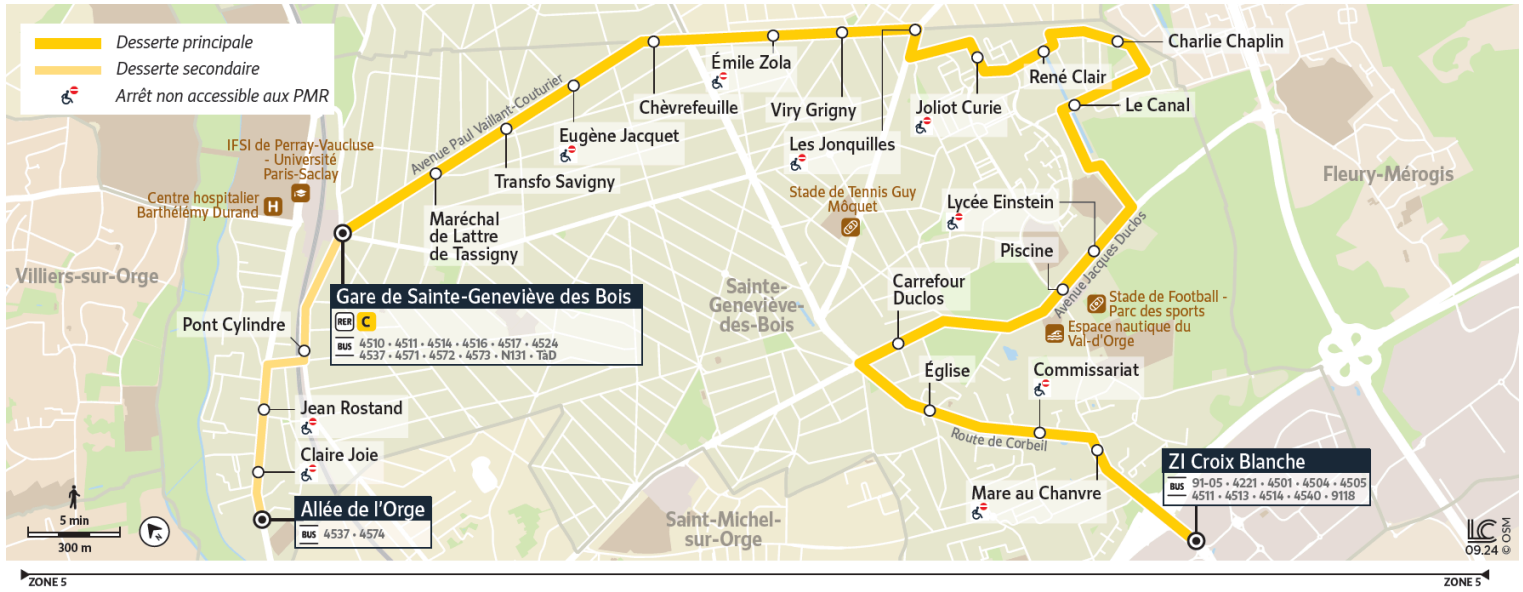 Desserte principale
Desserte secondaire
Arrêt non accessible aux PMR
IFSI de Perray-Vaucluse
- Université
Paris-Saclay
Centre hospitalier
Barthélémy Durand
H
Villiers-sur-Orge
Avenue Paul Vaillant-Couturier
Chèvrefeuille
Émile Zola
Viry Grigny
Les Jonquilles
Joliot Curie
René Clair
Charlie Chaplin
Le Canal
Eugène Jacquet
Transfo Savigny
Maréchal
de Lattre
de Tassigny
Stade de Tennis Guy
Môquet
Lycée Einstein
Piscine
Avenue Jacques Duclos
Fleury-Mérogis
Gare de Sainte-Geneviève des Bois
RER C
BUS 4510 • 4511 • 4514 • 4516 • 4517 • 4524
4537 • 4571 • 4572 • 4573 • N131 • TàD
Pont Cylindre
Sainte-
Geneviève-
des-Bois
Carrefour
Duclos
Stade de Football -
Parc des sports
Espace nautique du
Val-d'Orge
Église
Commissariat
Route de Corbeil
Jean Rostand
Claire Joie
Allée de l'Orge
BUS 4537 • 4574
Mare au Chanvre
ZI Croix Blanche
BUS 91-05 • 4221 • 4501 • 4504 • 4505
4511 • 4513 • 4514 • 4540 • 9118
Saint-Michel-
sur-Orge
5 min
300 m
N
LC
09.24 © OSM
ZONE 5
ZONE 5